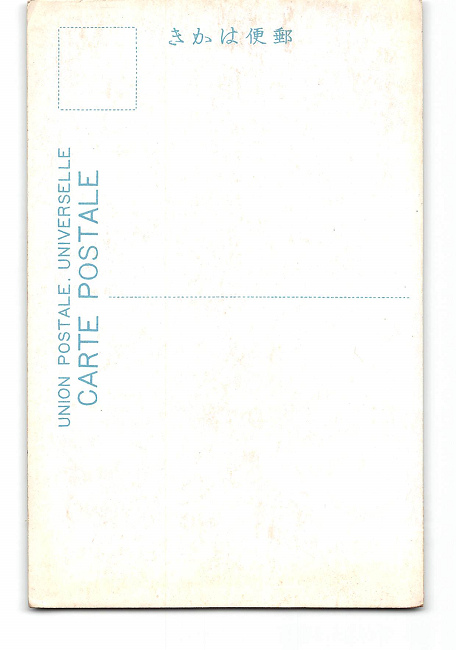 きかは便郵
UNION POSTALE. UNIVERSELLE
CARTE POSTALE